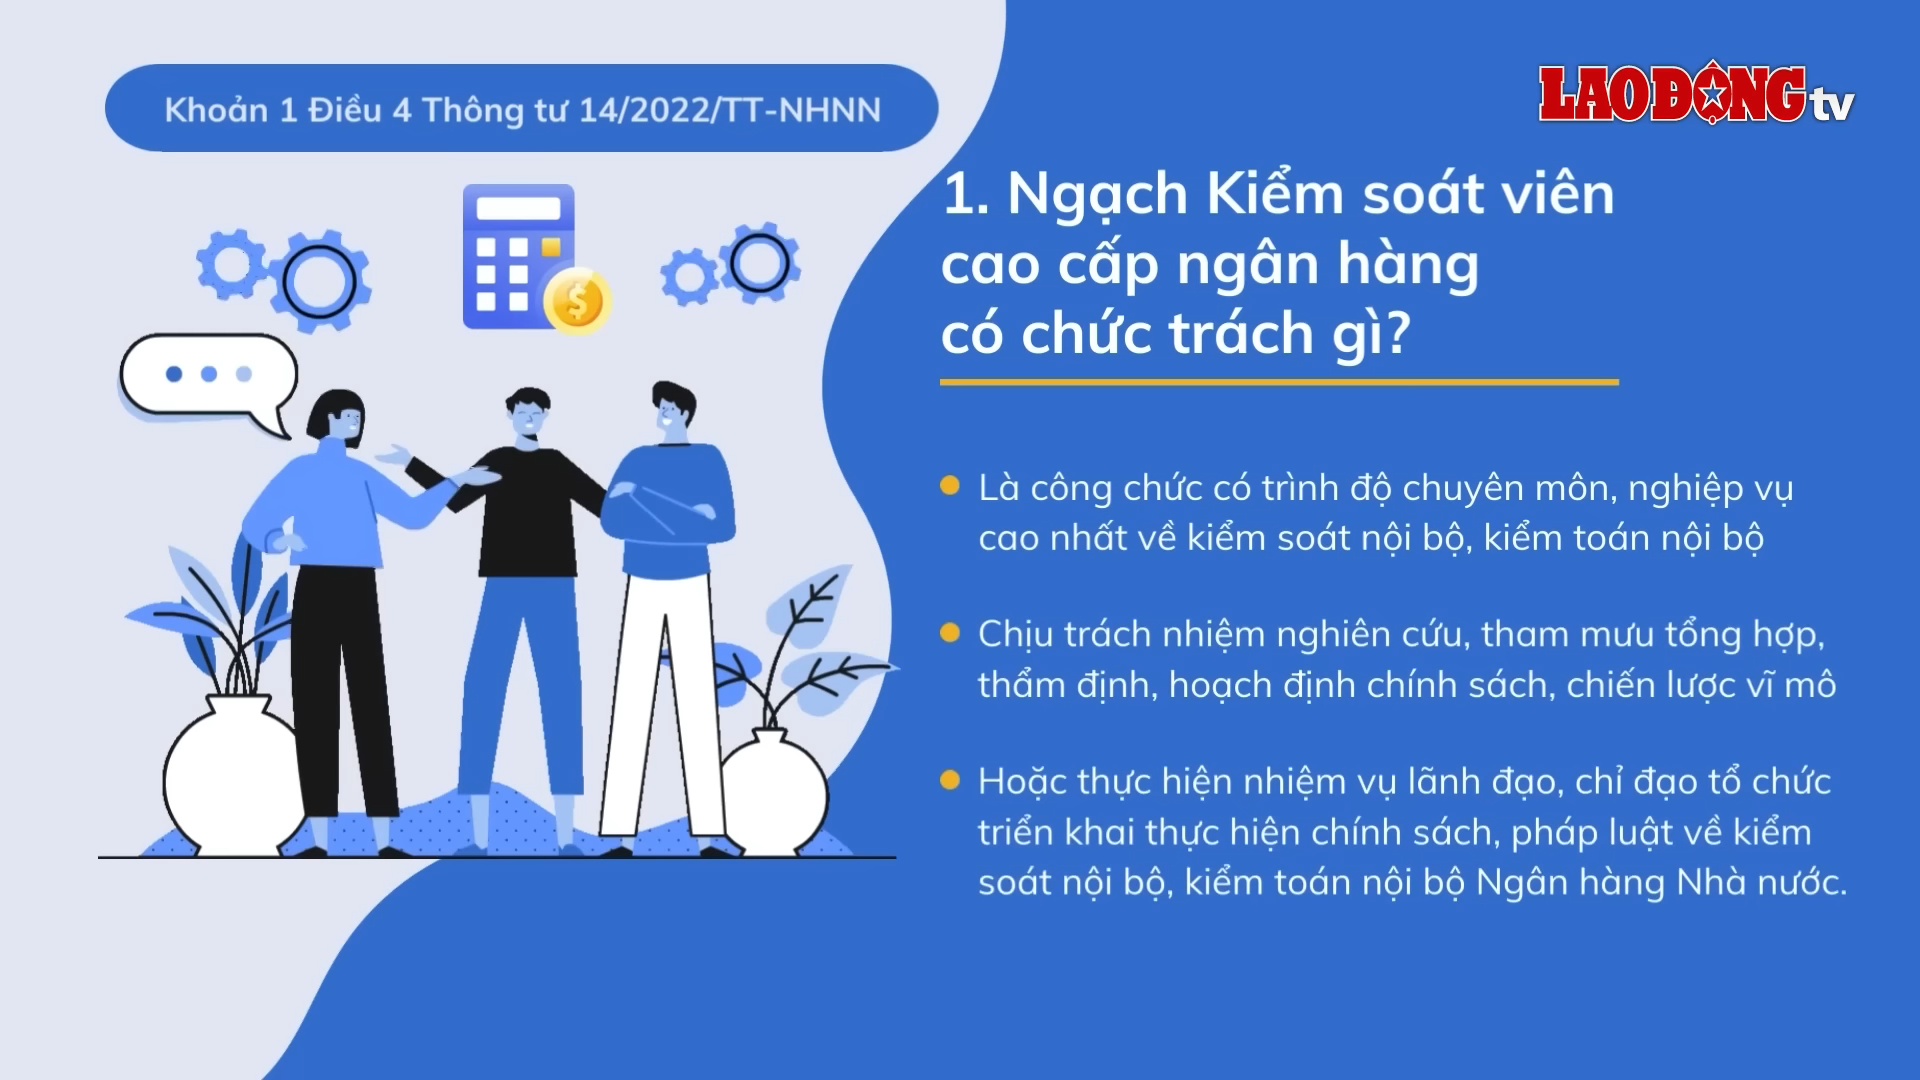 Khoản 1 Điều 4 Thông tư 14/2022/TT-NHNN
LAO ĐỘNG tv
1. Ngạch Kiểm soát viên
cao cấp ngân hàng
có chức trách gì?
Là công chức có trình độ chuyên môn, nghiệp vụ
cao nhất về kiểm soát nội bộ, kiểm toán nội bộ
Chịu trách nhiệm nghiên cứu, tham mưu tổng hợp,
thẩm định, hoạch định chính sách, chiến lược vĩ mô
Hoặc thực hiện nhiệm vụ lãnh đạo, chỉ đạo tổ chức
triển khai thực hiện chính sách, pháp luật về kiểm
soát nội bộ, kiểm toán nội bộ Ngân hàng Nhà nước.